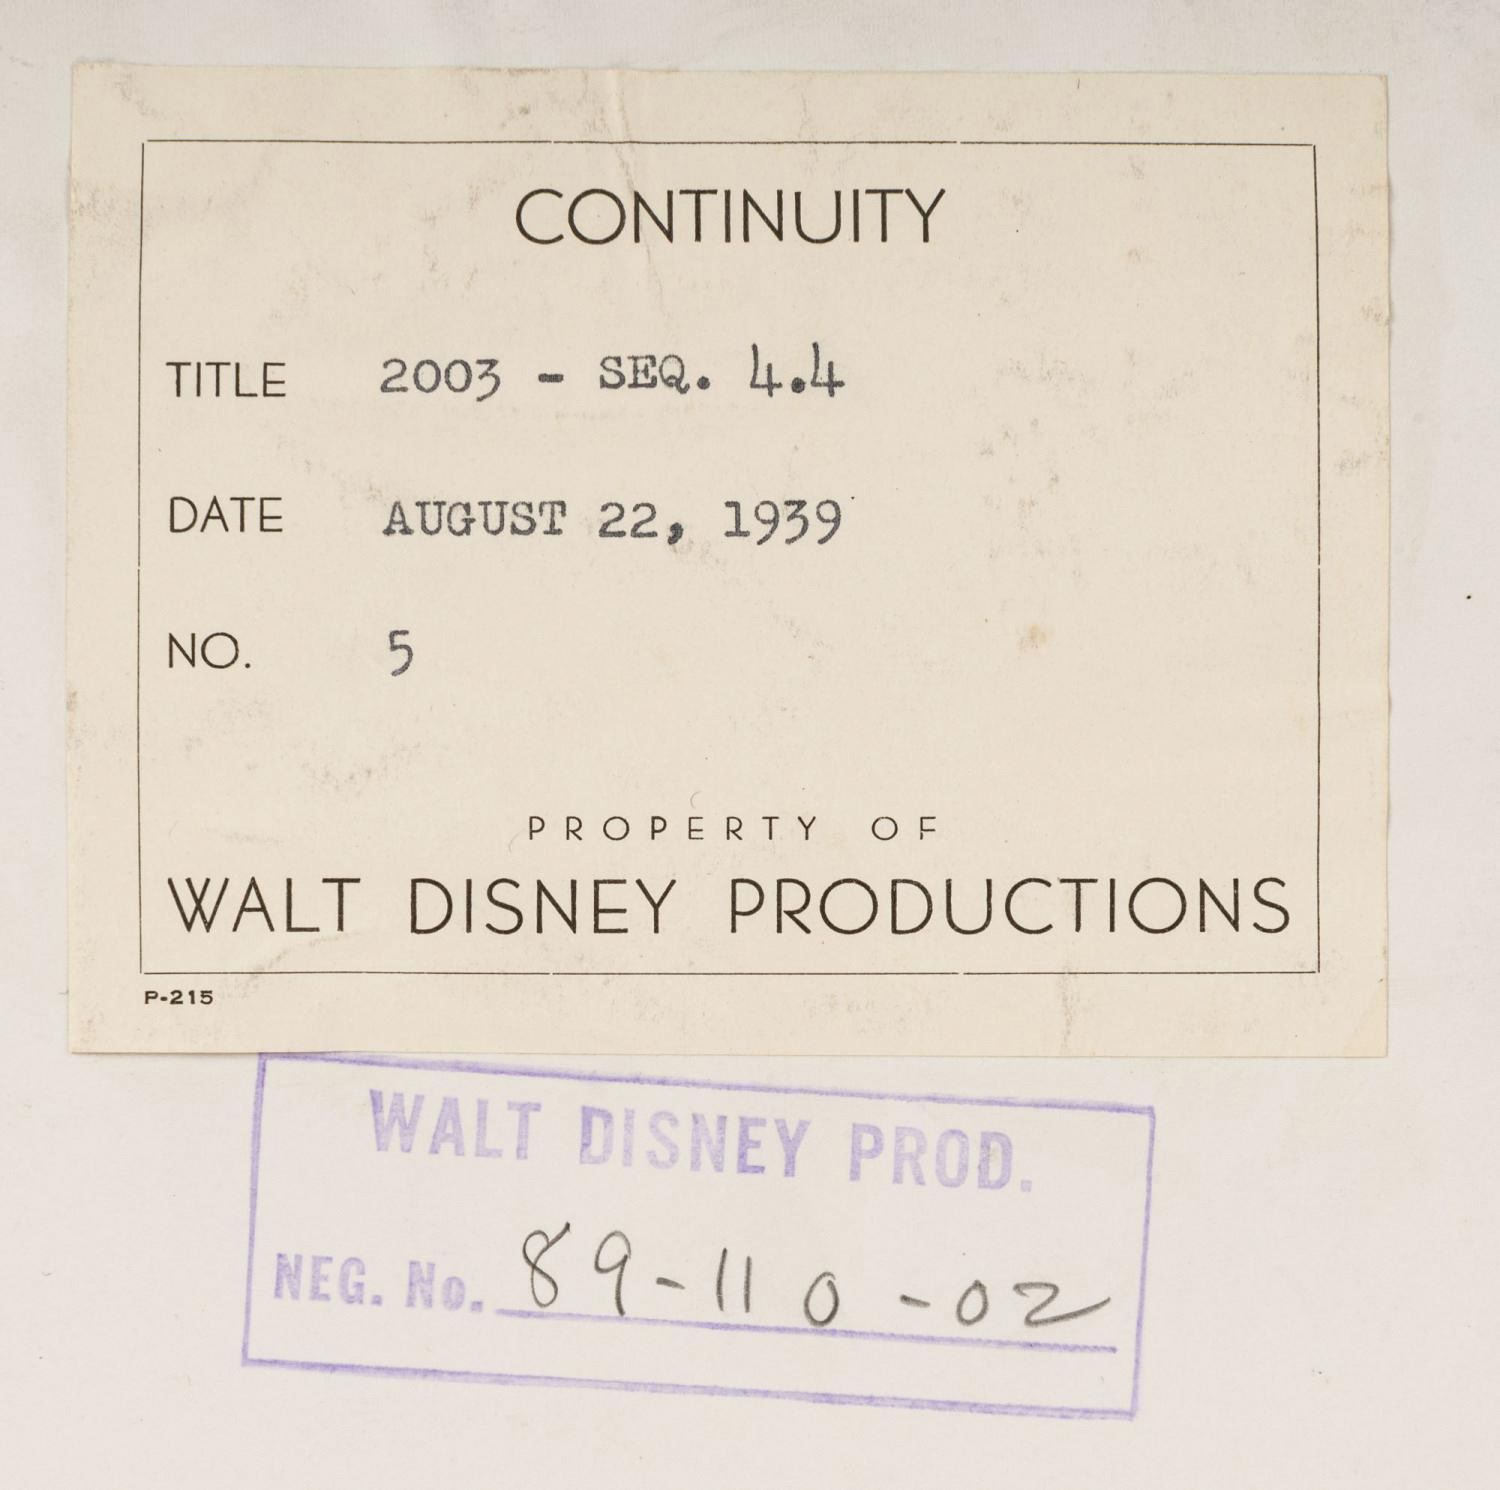 CONTINUITY
TITLE 2003 - SEQ. 4.4
DATE AUGUST 22, 1939
NO. 5
PROPERTY OF
WALT DISNEY PRODUCTIONS
P-215
WALT DISNEY PROD.
NEG. No. 89-110-02